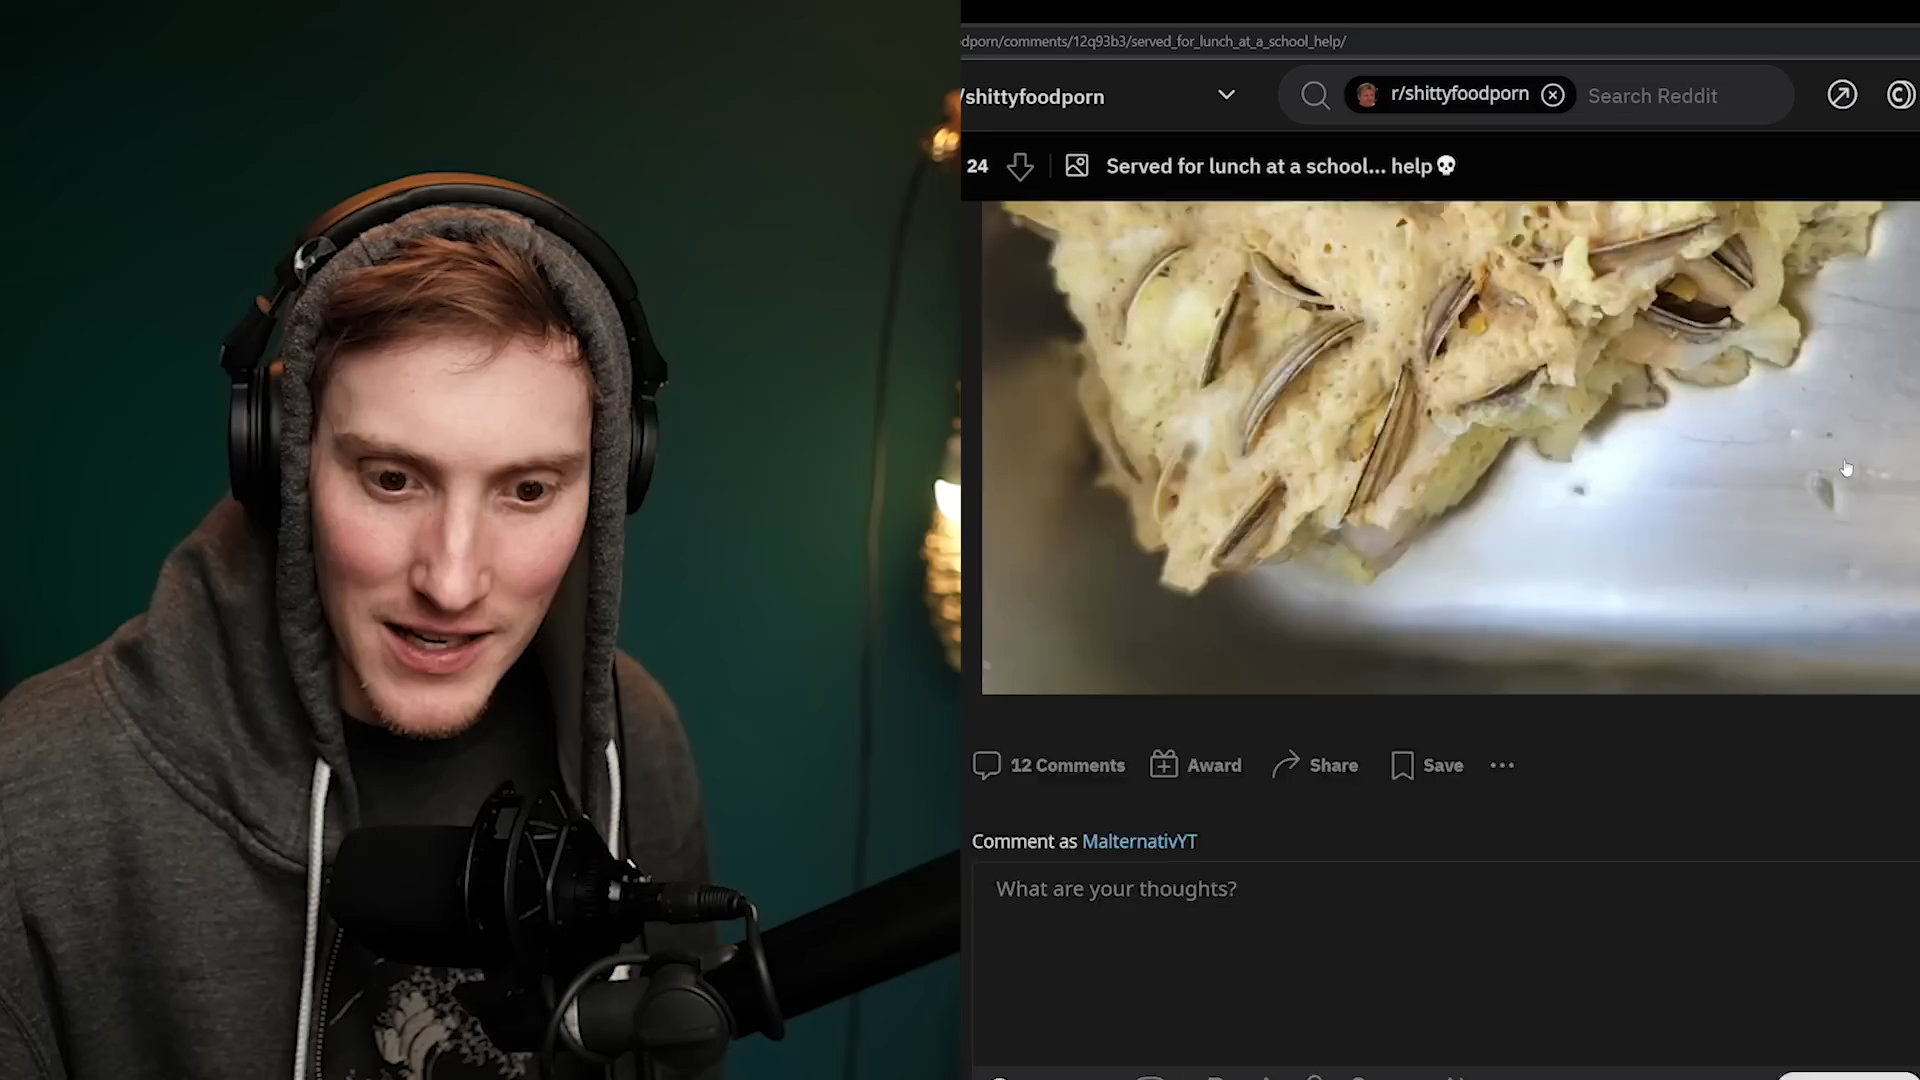 dporn/comments/12q93b3/served_for_lunch_at_a_school_help/
/shittyfoodporn
r/shittyfoodporn
Search Reddit
24
Served for lunch at a school... help
12 Comments
Award
Share
Save
Comment as MalternativYT
What are your thoughts?